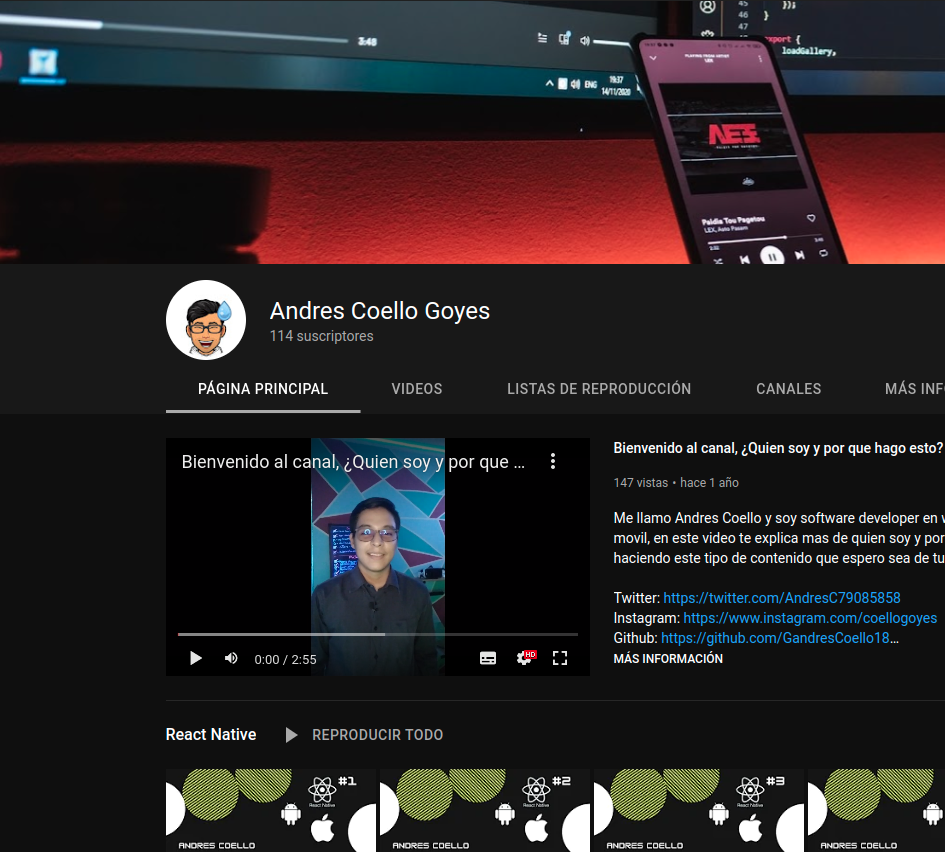 3:48
ENG
19:37
14/11/2020
45
});
46
}
47
export {
loadGallery,
PLAYING FROM ARTIST
LEX
Paidia Tou Pagetou
LEX, Asto Pasam
Andres Coello Goyes
114 suscriptores
PÁGINA PRINCIPAL
VIDEOS
LISTAS DE REPRODUCCIÓN
CANALES
MÁS INF
Bienvenido al canal, ¿Quien soy y por que ...
0:00 / 2:55
HD
Bienvenido al canal, ¿Quien soy y por que hago esto?
147 vistas • hace 1 año
Me llamo Andres Coello y soy software developer en
movil, en este video te explica mas de quien soy y por
haciendo este tipo de contenido que espero sea de tu
Twitter: https://twitter.com/AndresC79085858
Instagram: https://www.instagram.com/coellogoyes
Github: https://github.com/GandresCoello18...
MÁS INFORMACIÓN
React Native
REPRODUCIR TODO
#1
React Native
ANDRES COELLO
#2
React Native
ANDRES COELLO
#3
React Native
ANDRES COELLO
ANDRES COELLO